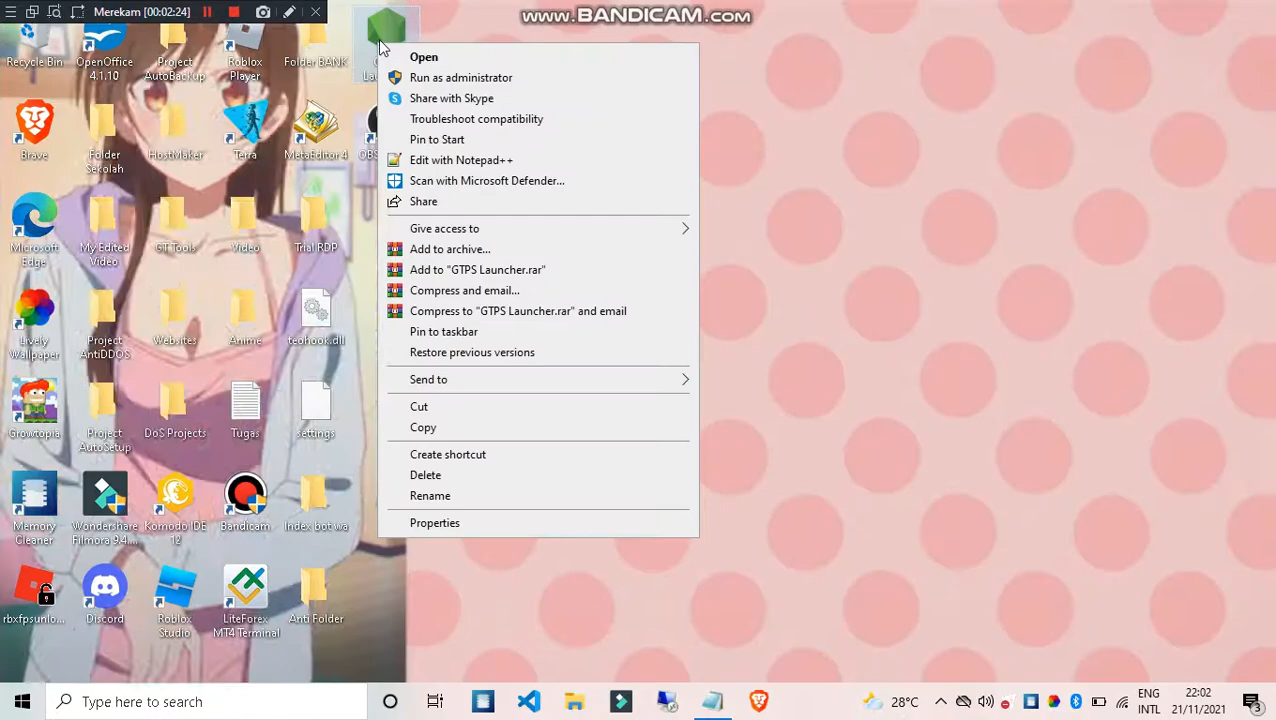 Merekam [00:02:24]
www.BANDICAM.com
Recycle Bin
OpenOffice
4.1.10
Project
AutoBackup
Roblox
Player
Folder BANK
Brave
Folder
Sekolah
HostMaker
Terra
MetaEditor 4
Microsoft
Edge
My Edited
Video
GT Tools
Video
Trial RDP
Lively
Wallpaper
Project
AntiDDOS
Websites
Anime
teohook.dll
Growtopia
Project
AutoSetup
DoS Projects
Tugas
settings
Memory
Cleaner
Wondershare
Filmora 9.4....
Komodo IDE
12
Bandicam
Index bot wa
rbxfpsunlo...
Discord
Roblox
Studio
LiteForex
MT4 Terminal
Anti Folder
Open
Run as administrator
Share with Skype
Troubleshoot compatibility
Pin to Start
Edit with Notepad++
Scan with Microsoft Defender...
Share
Give access to
Add to archive...
Add to "GTPS Launcher.rar"
Compress and email...
Compress to "GTPS Launcher.rar" and email
Pin to taskbar
Restore previous versions
Send to
Cut
Copy
Create shortcut
Delete
Rename
Properties
Type here to search
28°C
ENG
INTL
22:02
21/11/2021
3